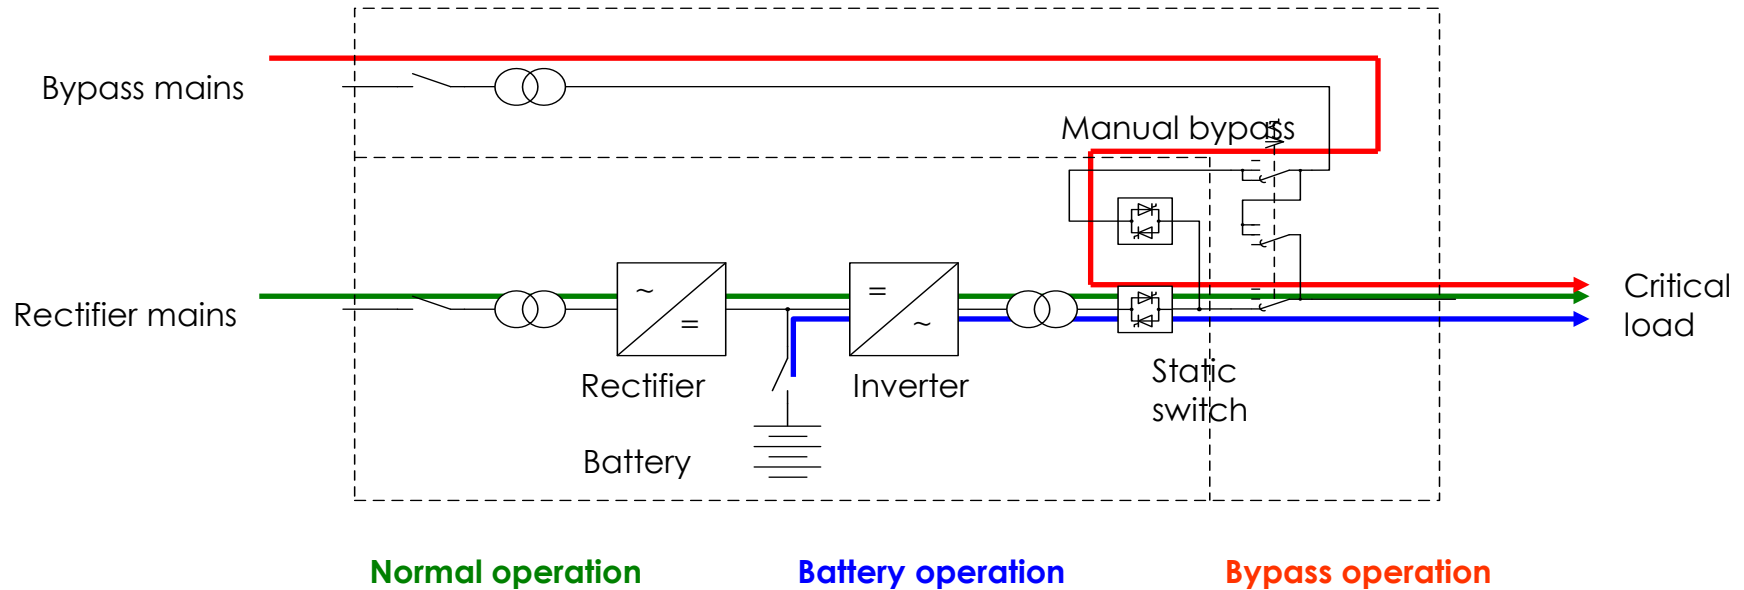 Bypass mains
Manual bypass
~
=
=
~
Rectifier mains
Critical
load
Rectifier
Inverter
Static
switch
Battery
Normal operation
Battery operation
Bypass operation